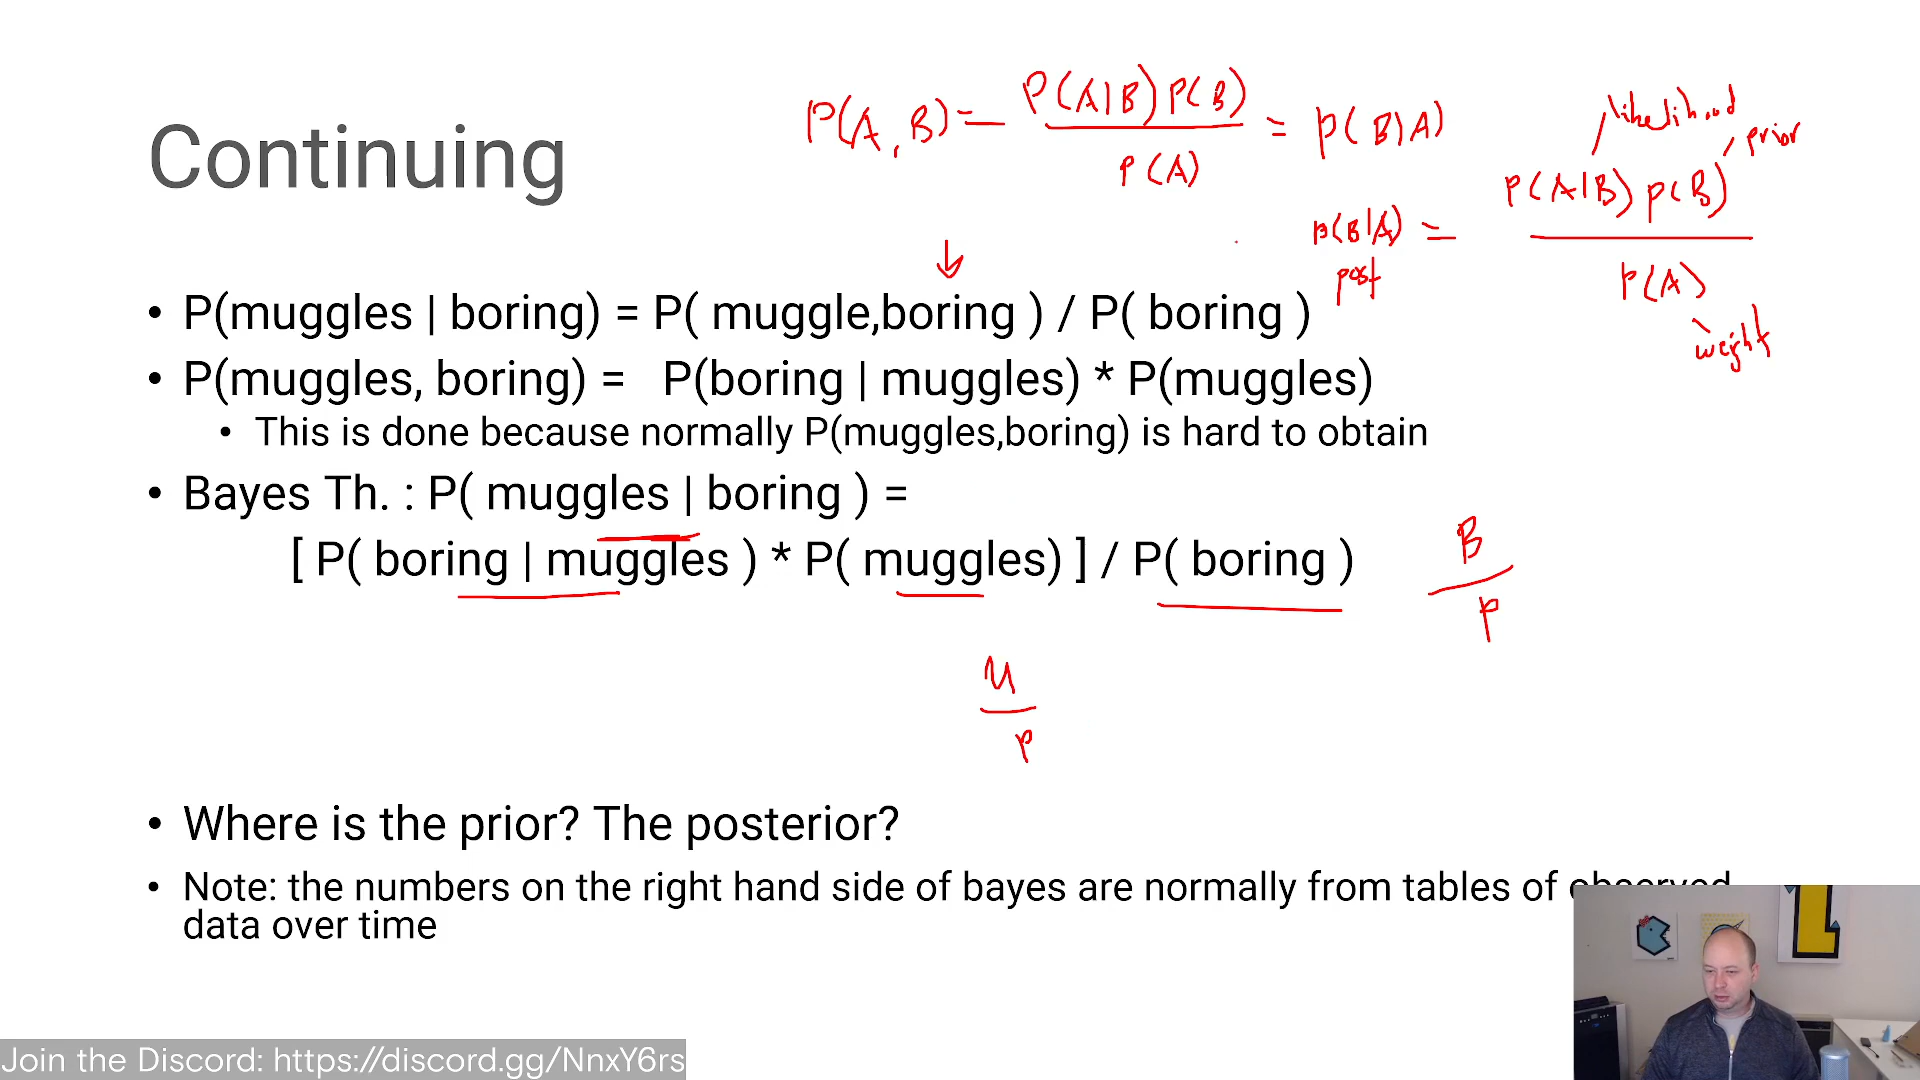 Continuing
P(A, B) = P(A|B) P(B) / P(A) = P(B|A)
likelihood
prior
P(B|A) = P(A|B) P(B) / P(A)
post
weight
• P(muggles | boring) = P( muggle,boring ) / P( boring )
• P(muggles, boring) = P(boring | muggles) * P(muggles)
• This is done because normally P(muggles,boring) is hard to obtain
• Bayes Th. : P( muggles | boring ) =
[ P( boring | muggles ) * P( muggles) ] / P( boring )
B
P
M
P
• Where is the prior? The posterior?
• Note: the numbers on the right hand side of bayes are normally from tables of observed
data over time
Join the Discord: https://discord.gg/NnxY6rs